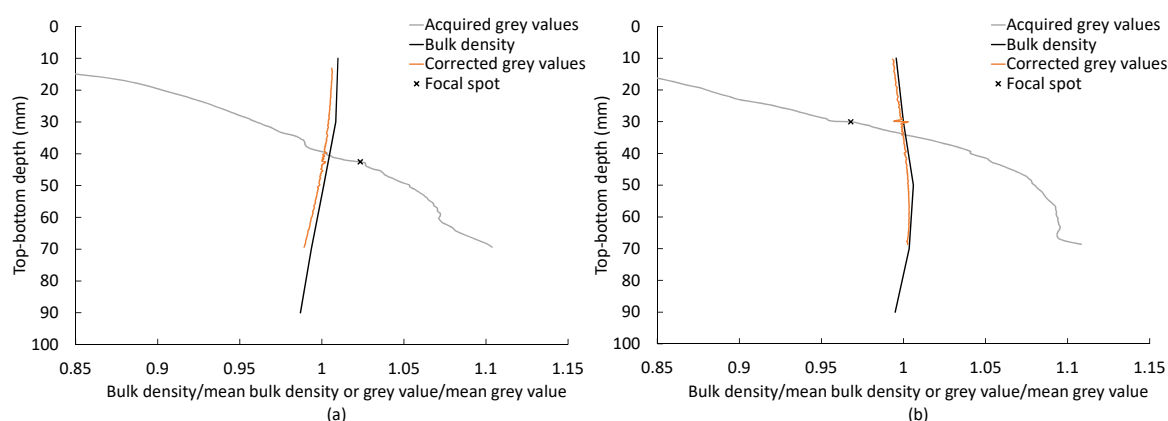 Acquired grey values
Bulk density
Corrected grey values
Focal spot
0
10
20
30
40
50
60
70
80
90
100
Top-bottom depth (mm)
0.85
0.9
0.95
1
1.05
1.1
1.15
Bulk density/mean bulk density or grey value/mean grey value
(a)
Acquired grey values
Bulk density
Corrected grey values
Focal spot
0
10
20
30
40
50
60
70
80
90
100
Top-bottom depth (mm)
0.85
0.9
0.95
1
1.05
1.1
1.15
Bulk density/mean bulk density or grey value/mean grey value
(b)